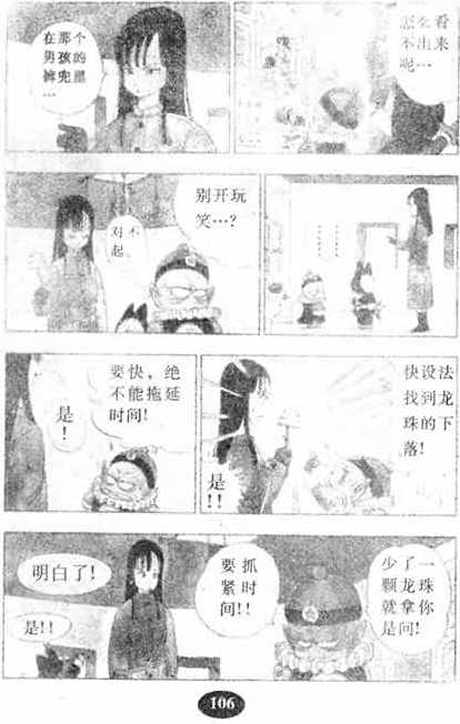 怎么看
不出来
呢…
在那个
男孩的
裤兜里
…
别开玩
笑…?
对不
起。
快设法
找到龙
珠的下
落!
是!!
要快，绝
不能拖延
时间!
是!
少了一
颗龙珠
就拿你
是问!
要抓
紧时
间!!
明白了!
是!!
106